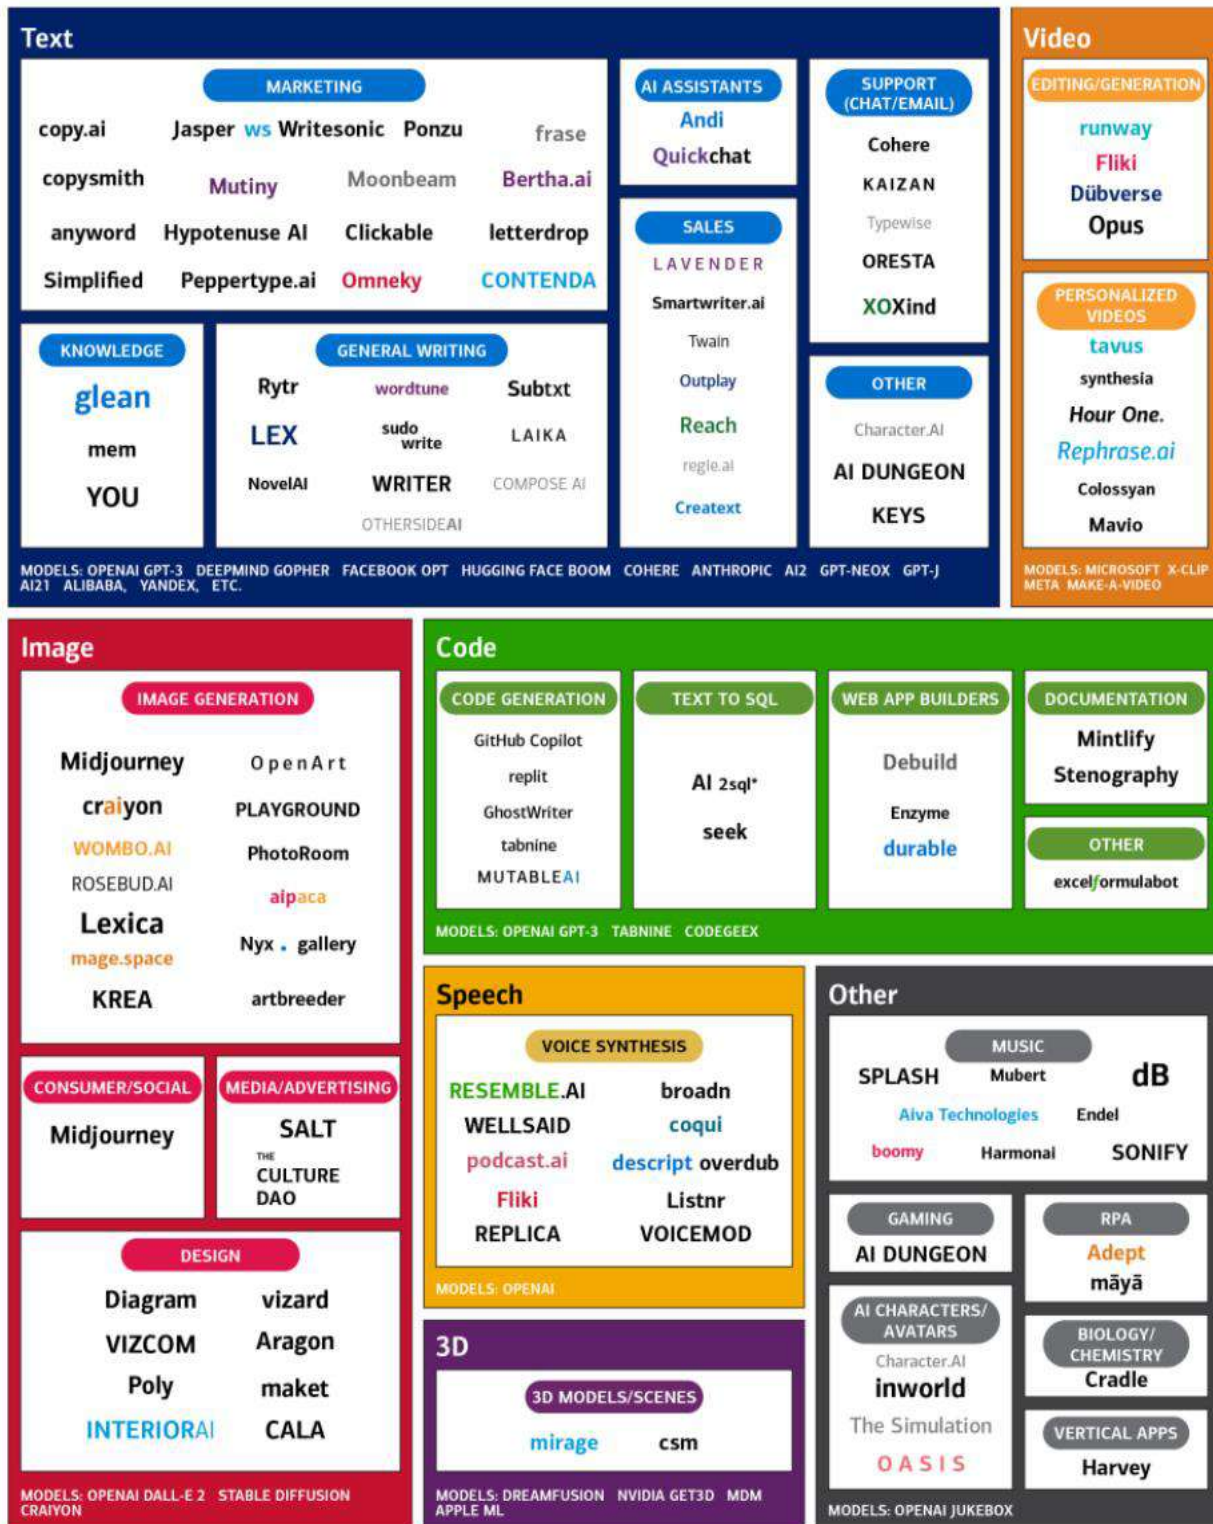 Text
MARKETING
copy.ai Jasper ws Writesonic Ponzu frase
copysmith Mutiny Moonbeam Bertha.ai
anyword Hypotenuse AI Clickable letterdrop
Simplified Peppertype.ai Omneky CONTENDA
KNOWLEDGE
glean
mem
YOU
GENERAL WRITING
Rytr wordtune Subtxt
LEX sudo write LAIKA
NovelAI WRITER COMPOSE AI
OTHERSIDEAI
AI ASSISTANTS
Andi
Quickchat
SALES
LAVENDER
Smartwriter.ai
Twain
Outplay
Reach
regie.ai
Creatext
SUPPORT
(CHAT/EMAIL)
Cohere
KAIZAN
Typewise
ORESTA
XOXind
OTHER
Character.AI
AI DUNGEON
KEYS
MODELS: OPENAI GPT-3 DEEPMIND GOPHER FACEBOOK OPT HUGGING FACE BOOM COHERE ANTHROPIC AI2 GPT-NEOX GPT-J
AI21 ALIBABA, YANDEX, ETC.
Video
EDITING/GENERATION
runway
Fliki
Dübverse
Opus
PERSONALIZED
VIDEOS
tavus
synthesia
Hour One.
Rephrase.ai
Colossyan
Mavio
MODELS: MICROSOFT X-CLIP
META MAKE-A-VIDEO
Image
IMAGE GENERATION
Midjourney OpenArt
craiyon PLAYGROUND
WOMBO.AI PhotoRoom
ROSEBUD.AI aipaca
Lexica Nyx . gallery
mage.space
KREA artbreeder
CONSUMER/SOCIAL
Midjourney
MEDIA/ADVERTISING
SALT
THE
CULTURE
DAO
DESIGN
Diagram vizard
VIZCOM Aragon
Poly maket
INTERIORAI CALA
MODELS: OPENAI DALL-E 2 STABLE DIFFUSION
CRAIYON
Code
CODE GENERATION
GitHub Copilot
replit
GhostWriter
tabnine
MUTABLEAI
TEXT TO SQL
AI 2sql*
seek
WEB APP BUILDERS
Debuild
Enzyme
durable
DOCUMENTATION
Mintlify
Stenography
OTHER
excelformulabot
MODELS: OPENAI GPT-3 TABNINE CODEGEEX
Speech
VOICE SYNTHESIS
RESEMBLE.AI broadn
WELLSAID coqui
podcast.ai descript overdub
Fliki Listnr
REPLICA VOICEMOD
MODELS: OPENAI
3D
3D MODELS/SCENES
mirage csm
MODELS: DREAMFUSION NVIDIA GET3D MDM
APPLE ML
Other
MUSIC
SPLASH Mubert dB
Aiva Technologies Endel
boomy Harmonai SONIFY
GAMING
AI DUNGEON
RPA
Adept
māyā
AI CHARACTERS/
AVATARS
Character.AI
inworld
The Simulation
OASIS
BIOLOGY/
CHEMISTRY
Cradle
VERTICAL APPS
Harvey
MODELS: OPENAI JUKEBOX